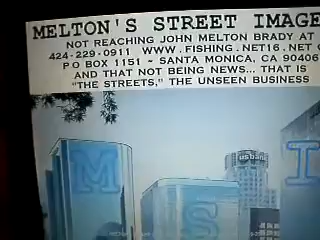 MELTON'S STREET IMAGE
NOT REACHING JOHN MELTON BRADY AT
424-229-0911 WWW.FISHING.NET16.NET
P O BOX 1151 - SANTA MONICA, CA 90406
AND THAT NOT BEING NEWS... THAT IS
"THE STREETS," THE UNSEEN BUSINESS
usbank
M
S
I